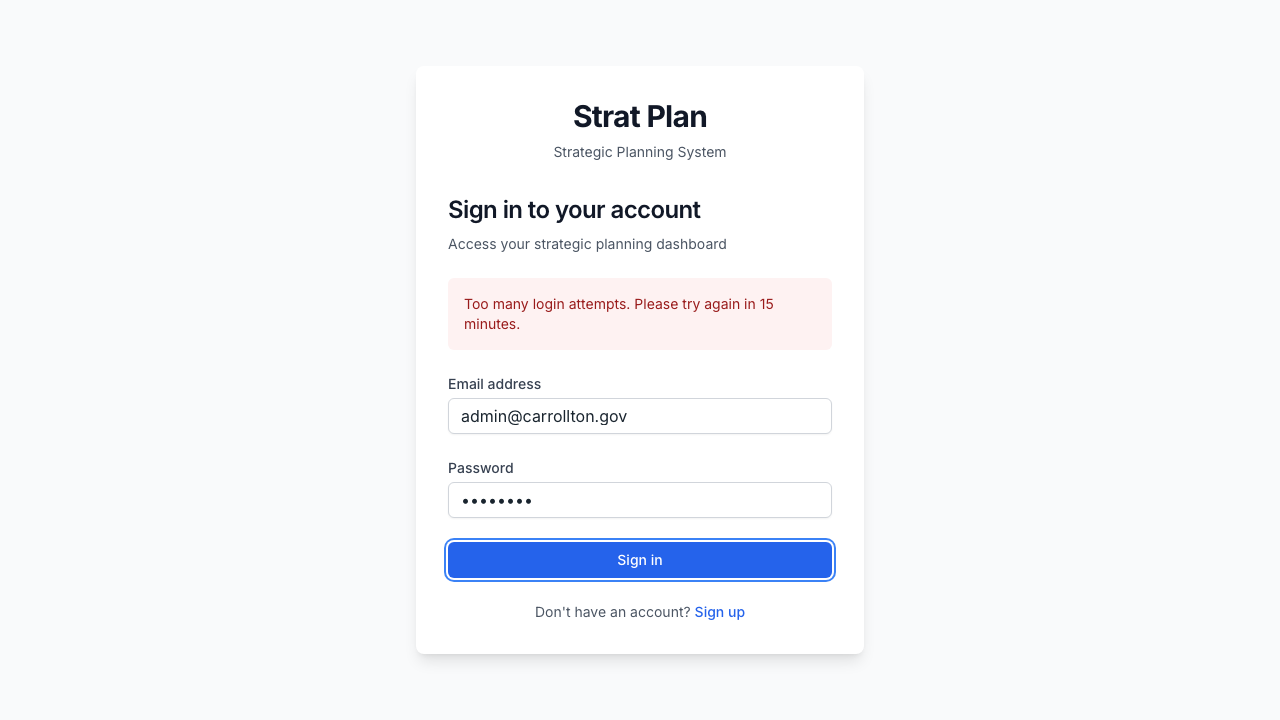 Strat Plan
Strategic Planning System
Sign in to your account
Access your strategic planning dashboard
Too many login attempts. Please try again in 15
minutes.
Email address
admin@carrollton.gov
Password
••••••••
Sign in
Don't have an account? Sign up